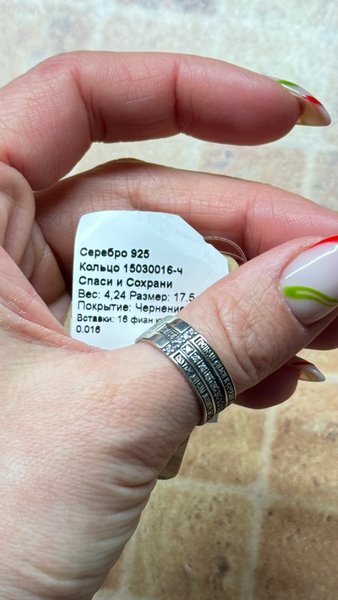 Серебро 925
Кольцо 15030016-ч
Спаси и Сохрани
Вес: 4,24 Размер: 17.5
Покрытие: Чернение
Вставки: 16 фиан
0.016